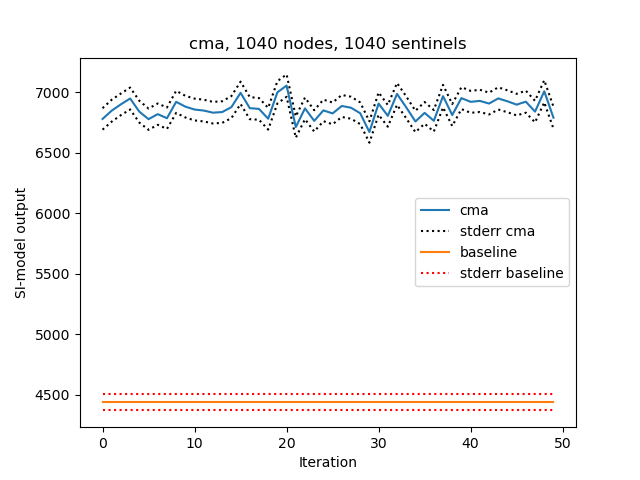 cma, 1040 nodes, 1040 sentinels
7000
6500
6000
5500
5000
4500
SI-model output
cma
stderr cma
baseline
stderr baseline
0
10
20
30
40
50
Iteration